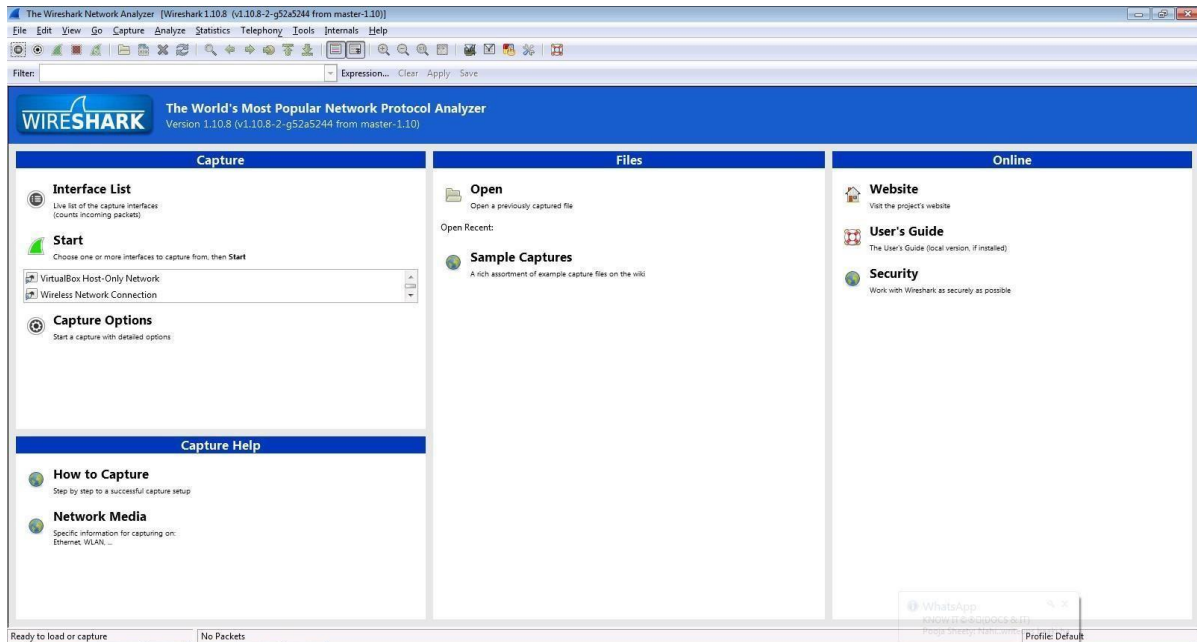 The Wireshark Network Analyzer [Wireshark 1.10.8 (v1.10.8-2-g52a5244 from master-1.10)]
File Edit View Go Capture Analyze Statistics Telephony Tools Internals Help
Filter: Expression... Clear Apply Save
WIRESHARK
The World's Most Popular Network Protocol Analyzer
Version 1.10.8 (v1.10.8-2-g52a5244 from master-1.10)
Capture
Interface List
Live list of the capture interfaces
(counts incoming packets)
Start
Choose one or more interfaces to capture from, then Start
VirtualBox Host-Only Network
Wireless Network Connection
Capture Options
Start a capture with detailed options
Capture Help
How to Capture
Step by step to a successful capture setup
Network Media
Specific information for capturing on:
Ethernet, WLAN, ...
Files
Open
Open a previously captured file
Open Recent:
Sample Captures
A rich assortment of example capture files on the wiki
Online
Website
Visit the project's website
User's Guide
The User's Guide (local version, if installed)
Security
Work with Wireshark as securely as possible
WhatsApp
Ready to load or capture
No Packets
Profile: Default